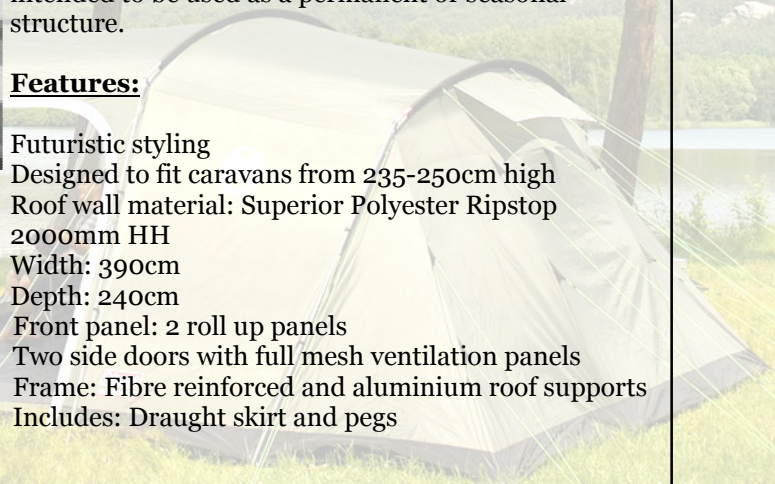 intended to be used as a permanent or seasonal
structure.
Features:
Futuristic styling
Designed to fit caravans from 235-250cm high
Roof wall material: Superior Polyester Ripstop
2000mm HH
Width: 390cm
Depth: 240cm
Front panel: 2 roll up panels
Two side doors with full mesh ventilation panels
Frame: Fibre reinforced and aluminium roof supports
Includes: Draught skirt and pegs